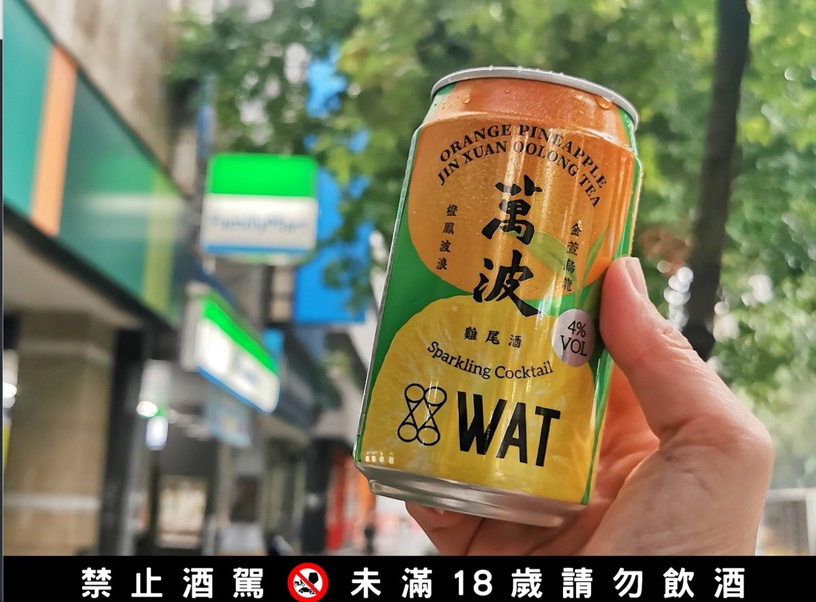 FamilyMart
ORANGE PINEAPPLE
JIN XUAN OOLONG TEA
萬波
橙鳳波浪
金萱烏龍
雞尾酒
4%
VOL
Sparkling Cocktail
WAT
禁止酒駕 未滿18歲請勿飲酒